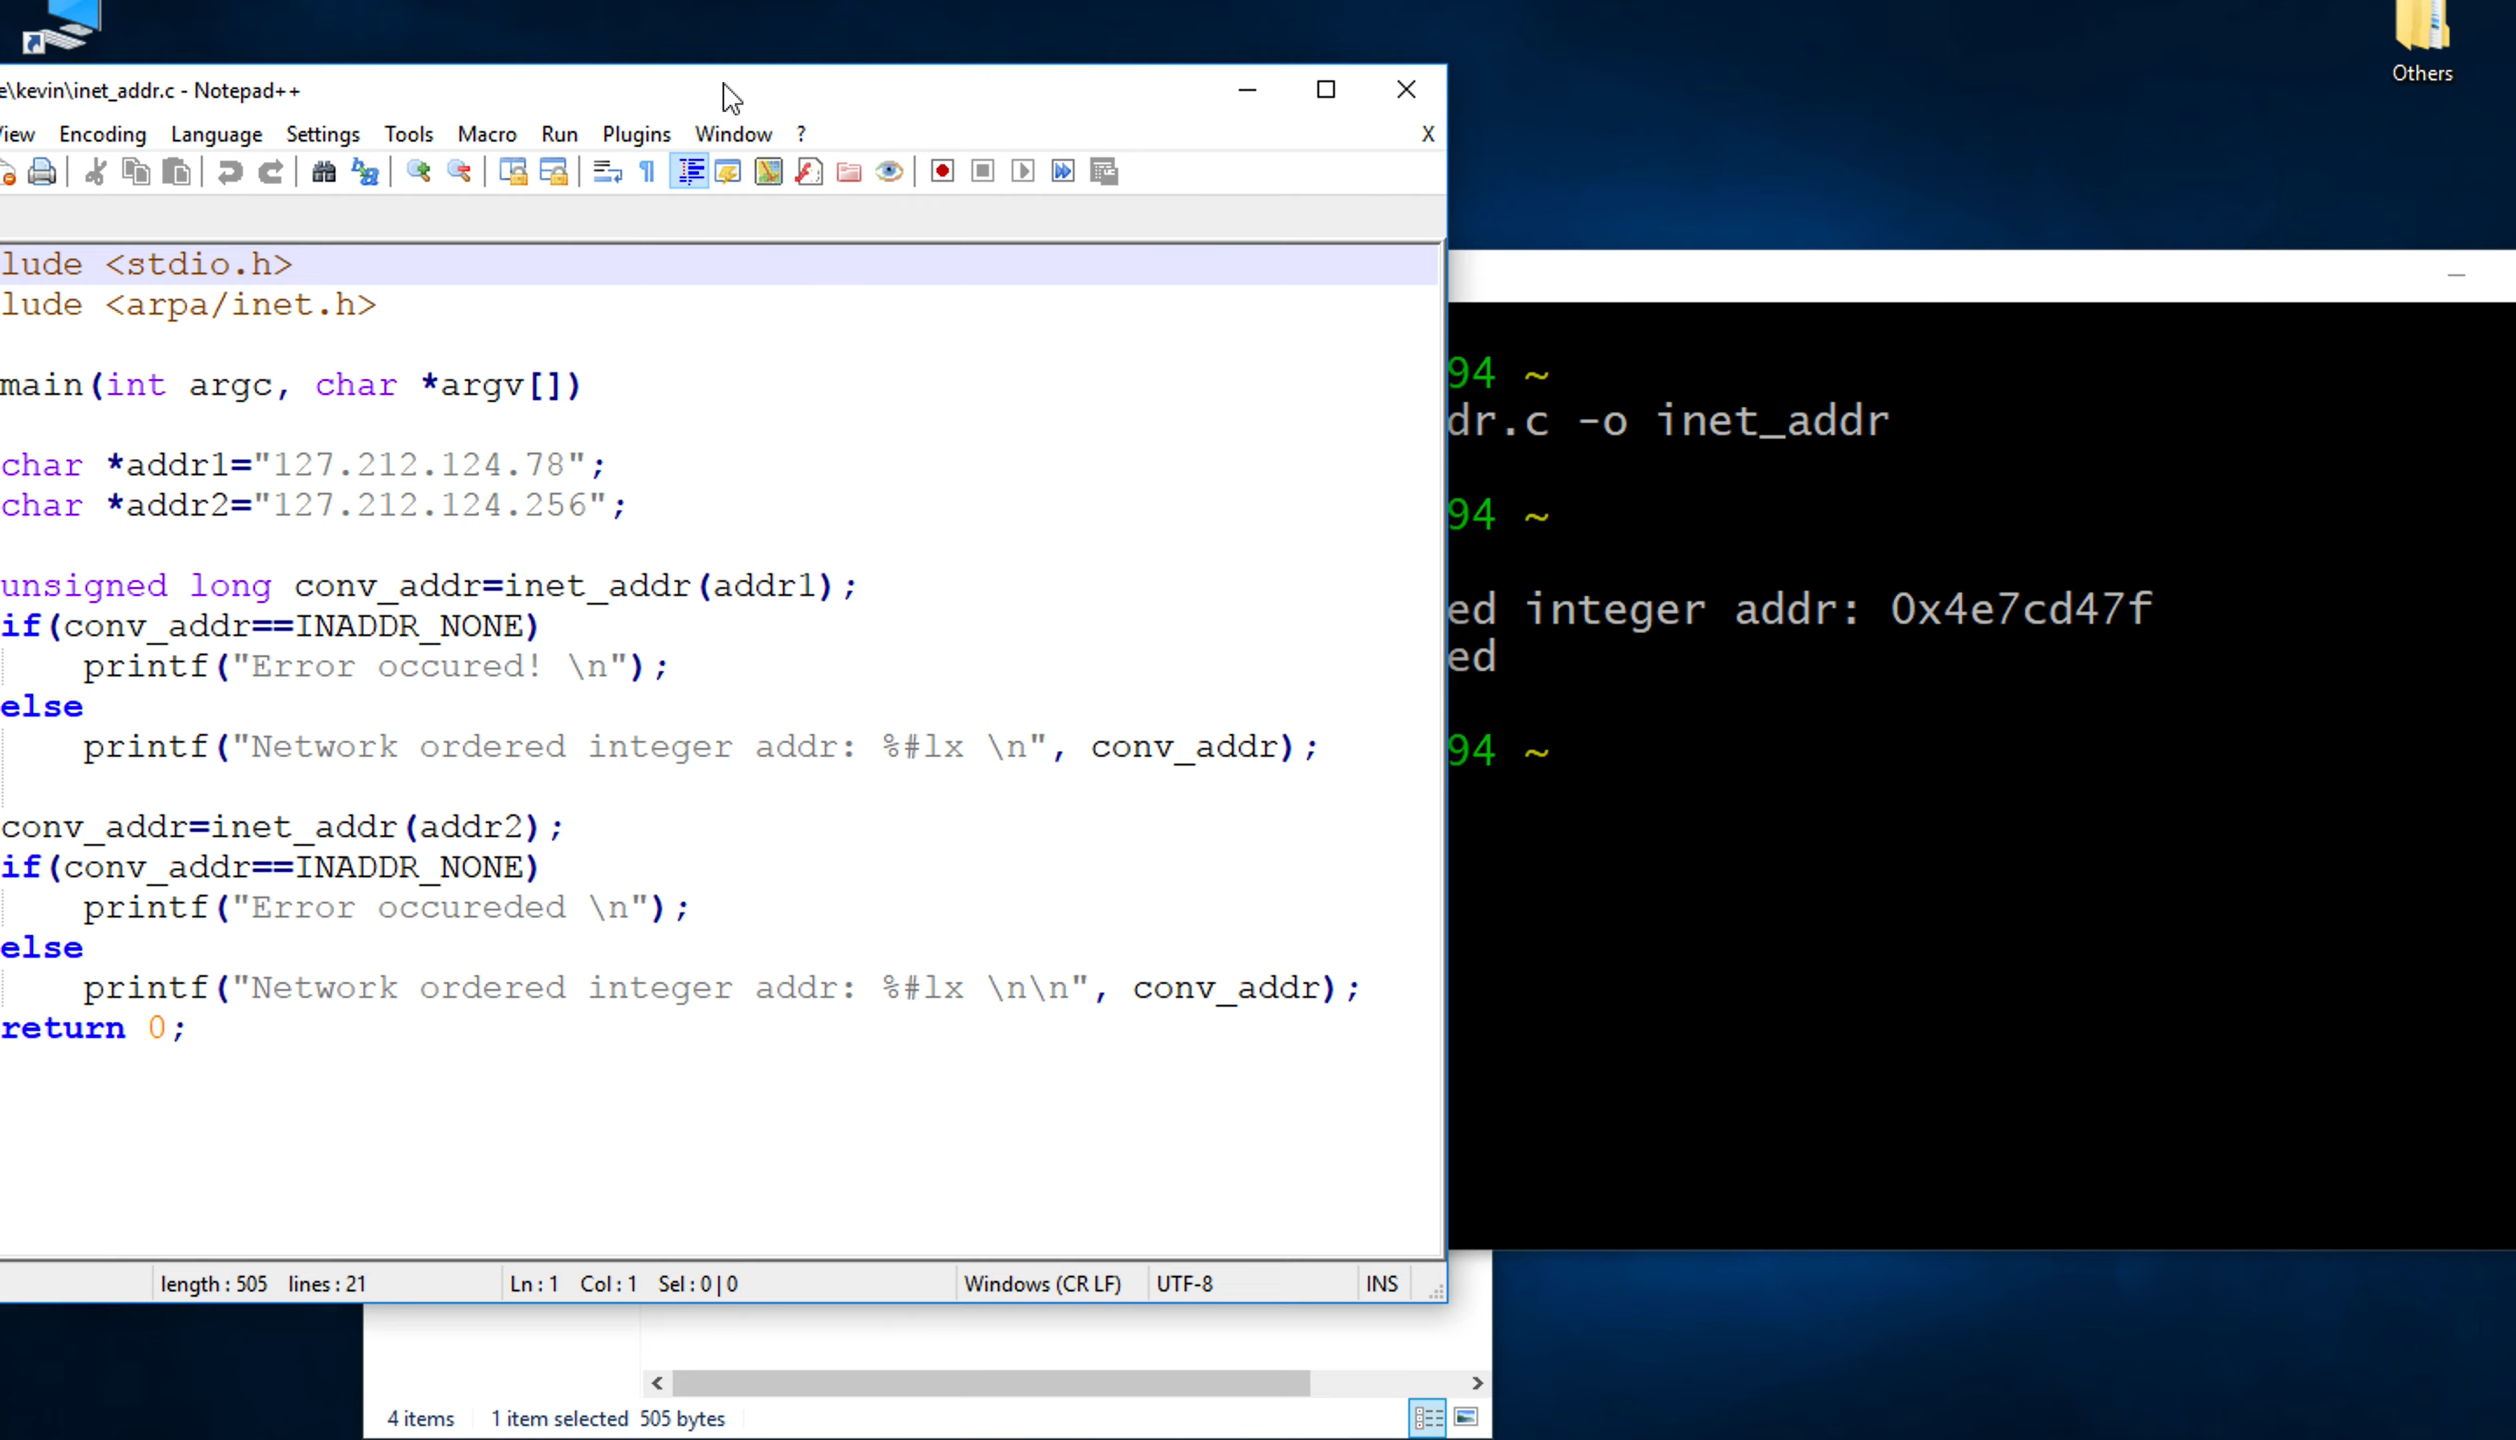 Others
e\kevin\inet_addr.c - Notepad++
View Encoding Language Settings Tools Macro Run Plugins Window ? X
lude <stdio.h>
lude <arpa/inet.h>
main(int argc, char *argv[])
char *addr1="127.212.124.78";
char *addr2="127.212.124.256";
unsigned long conv_addr=inet_addr(addr1);
if(conv_addr==INADDR_NONE)
printf("Error occured! \n");
else
printf("Network ordered integer addr: %#lx \n", conv_addr);
conv_addr=inet_addr(addr2);
if(conv_addr==INADDR_NONE)
printf("Error occureded \n");
else
printf("Network ordered integer addr: %#lx \n\n", conv_addr);
return 0;
length : 505 lines : 21 Ln : 1 Col : 1 Sel : 0 | 0 Windows (CR LF) UTF-8 INS
94 ~
dr.c -o inet_addr
94 ~
ed integer addr: 0x4e7cd47f
ed
94 ~
4 items 1 item selected 505 bytes